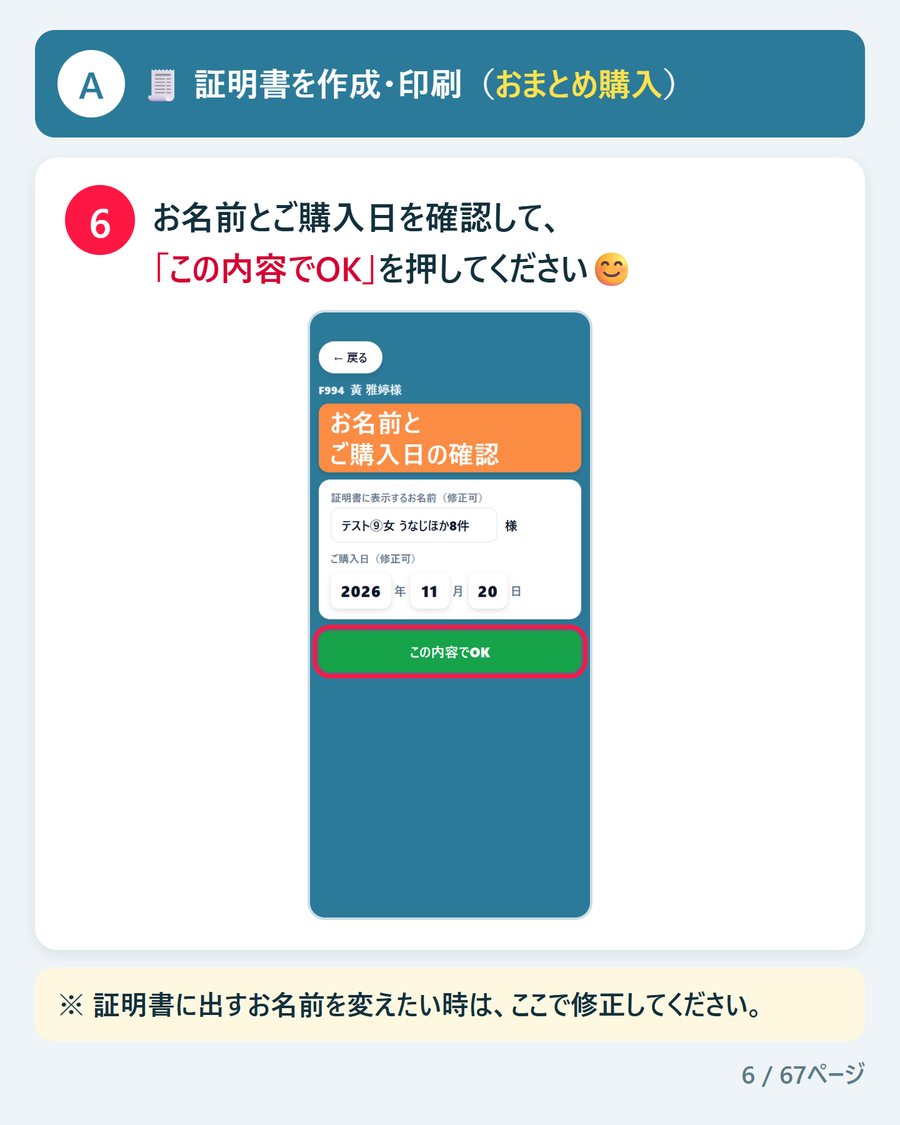 A 🧾 証明書を作成・印刷（おまとめ購入）
6 お名前とご購入日を確認して、
「この内容でOK」を押してください😊
← 戻る
F994 黃 雅婷様
お名前と
ご購入日の確認
証明書に表示するお名前（修正可）
テスト⑨女 うなじほか8件 様
ご購入日（修正可）
2026 年 11 月 20 日
この内容でOK
※ 証明書に出すお名前を変えたい時は、ここで修正してください。
6 / 67ページ